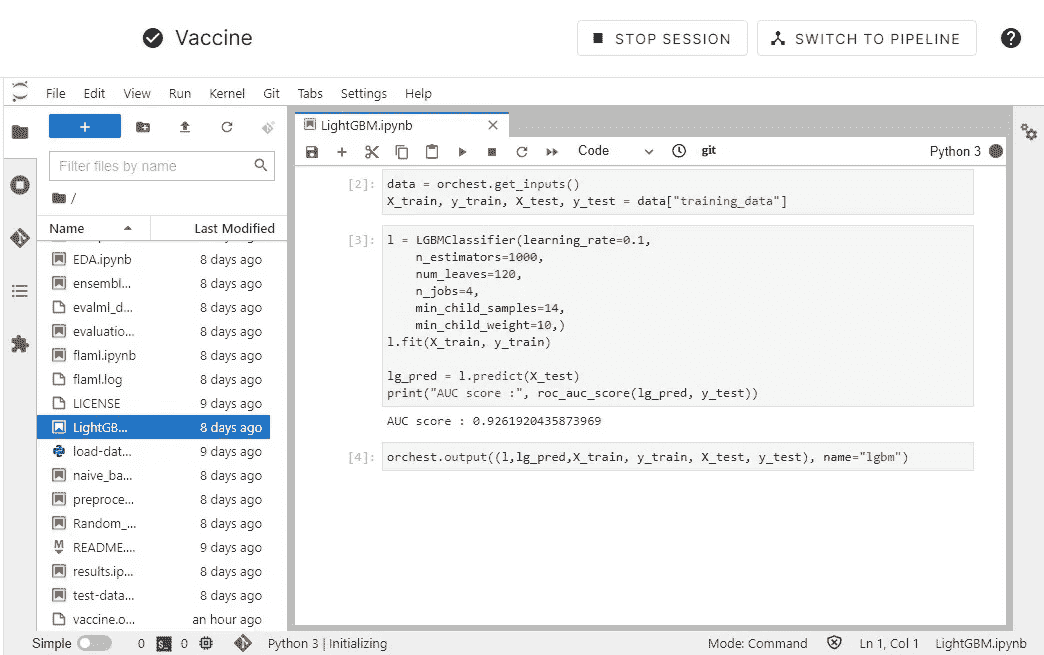 Vaccine
STOP SESSION
SWITCH TO PIPELINE
File Edit View Run Kernel Git Tabs Settings Help
Filter files by name
/
Name Last Modified
EDA.ipynb 8 days ago
ensembl... 8 days ago
evalml_d... 8 days ago
evaluatio... 8 days ago
flaml.ipynb 8 days ago
flaml.log 8 days ago
LICENSE 9 days ago
LightGB... 8 days ago
load-dat... 9 days ago
naive_ba... 8 days ago
preproce... 8 days ago
Random_... 8 days ago
README.... 9 days ago
results.ip... 8 days ago
test-data... 8 days ago
vaccine.o... an hour ago
LightGBM.ipynb
Code git Python 3
[2]: data = orchest.get_inputs()
X_train, y_train, X_test, y_test = data["training_data"]
[3]: l = LGBMClassifier(learning_rate=0.1,
n_estimators=1000,
num_leaves=120,
n_jobs=4,
min_child_samples=14,
min_child_weight=10,)
l.fit(X_train, y_train)
lg_pred = l.predict(X_test)
print("AUC score :", roc_auc_score(lg_pred, y_test))
AUC score : 0.9261920435873969
[4]: orchest.output((l,lg_pred,X_train, y_train, X_test, y_test), name="lgbm")
Simple 0 0 Python 3 | Initializing Mode: Command Ln 1, Col 1 LightGBM.ipynb